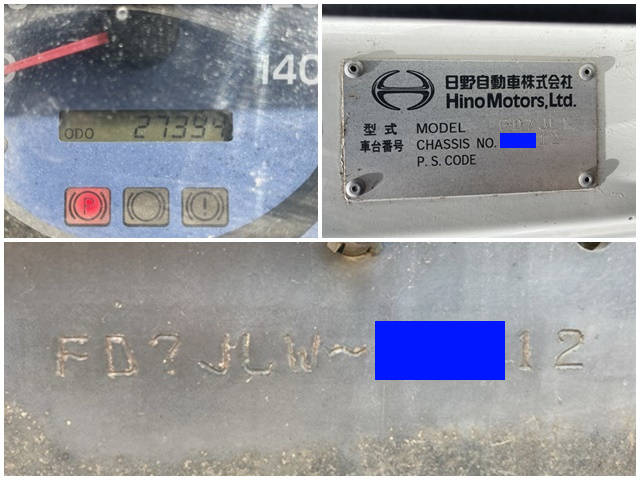 140
ODO 27394
P
!
日野自動車株式会社
Hino Motors, Ltd.
型式 MODEL
車台番号 CHASSIS NO.
P.S. CODE
FD7JLW~
12